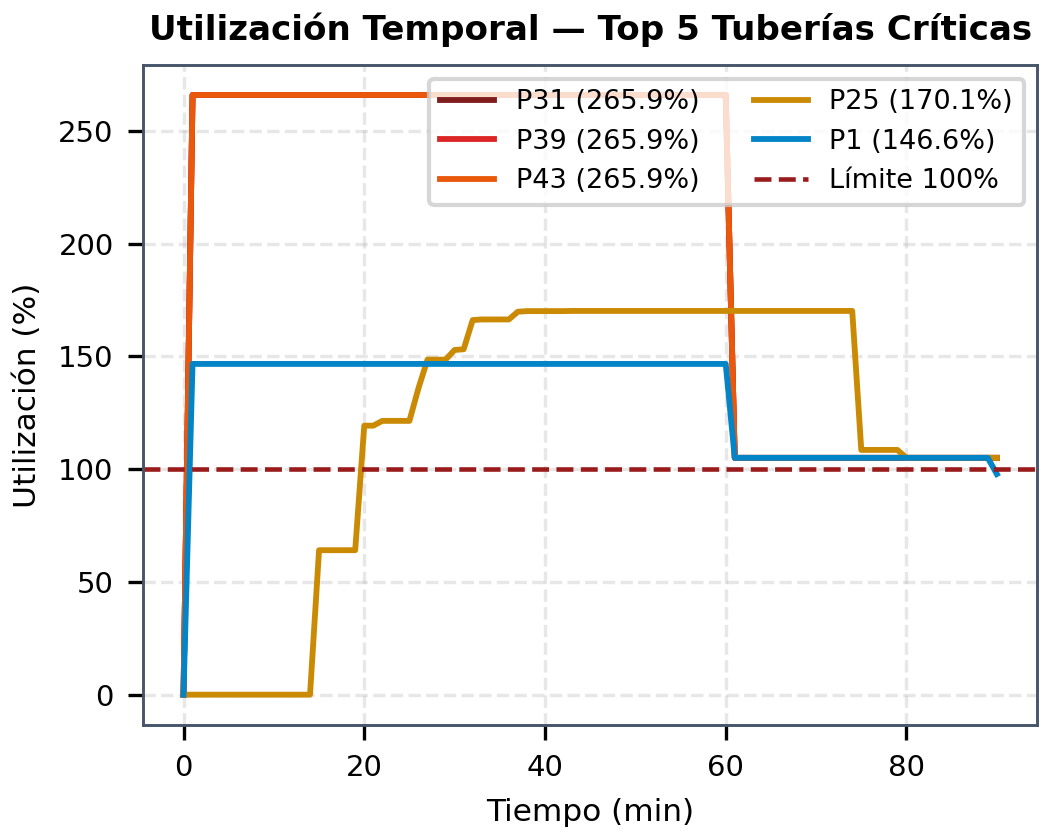 Utilización Temporal — Top 5 Tuberías Críticas
P31 (265.9%)
P39 (265.9%)
P43 (265.9%)
P25 (170.1%)
P1 (146.6%)
Límite 100%
Utilización (%)
250
200
150
100
50
0
0 20 40 60 80
Tiempo (min)